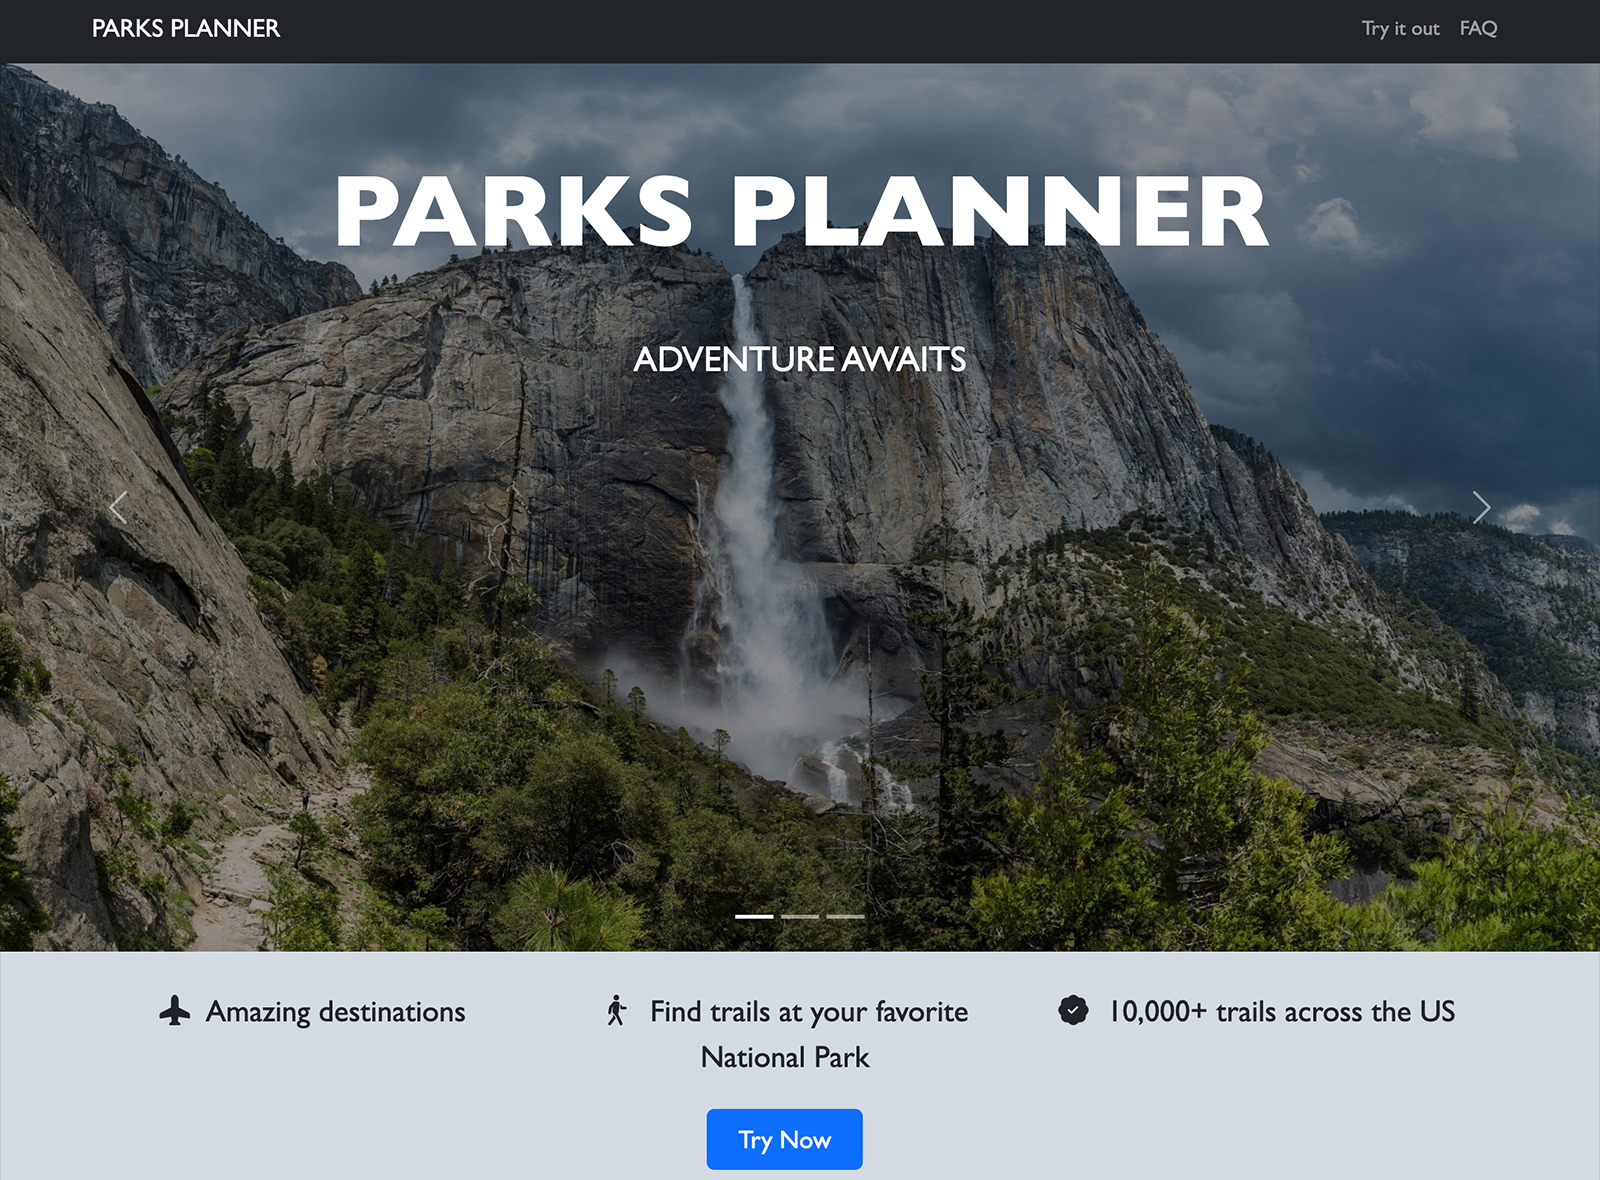 PARKS PLANNER
Try it out FAQ
PARKS PLANNER
ADVENTURE AWAITS
Amazing destinations
Find trails at your favorite
National Park
10,000+ trails across the US
Try Now